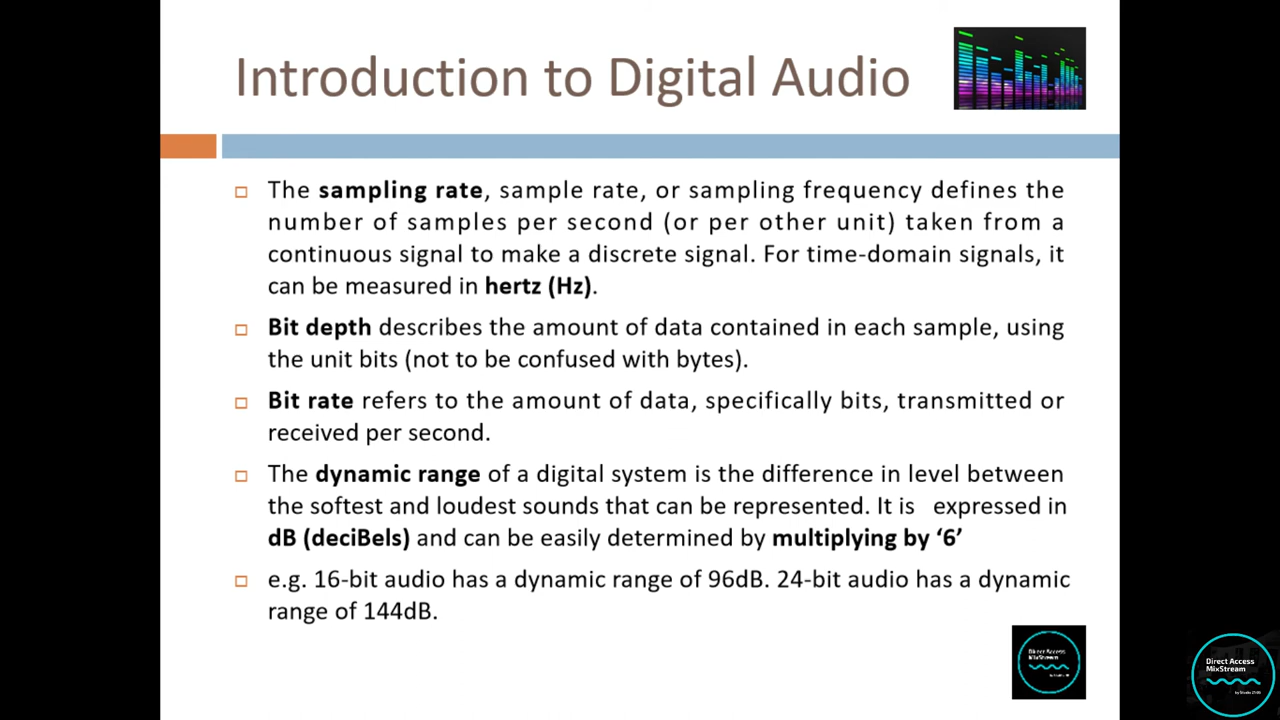 Introduction to Digital Audio
The sampling rate, sample rate, or sampling frequency defines the
number of samples per second (or per other unit) taken from a
continuous signal to make a discrete signal. For time-domain signals, it
can be measured in hertz (Hz).
Bit depth describes the amount of data contained in each sample, using
the unit bits (not to be confused with bytes).
Bit rate refers to the amount of data, specifically bits, transmitted or
received per second.
The dynamic range of a digital system is the difference in level between
the softest and loudest sounds that can be represented. It is expressed in
dB (deciBels) and can be easily determined by multiplying by ‘6’
e.g. 16-bit audio has a dynamic range of 96dB. 24-bit audio has a dynamic
range of 144dB.
Direct Access
MixStream
Direct Access
MixStream